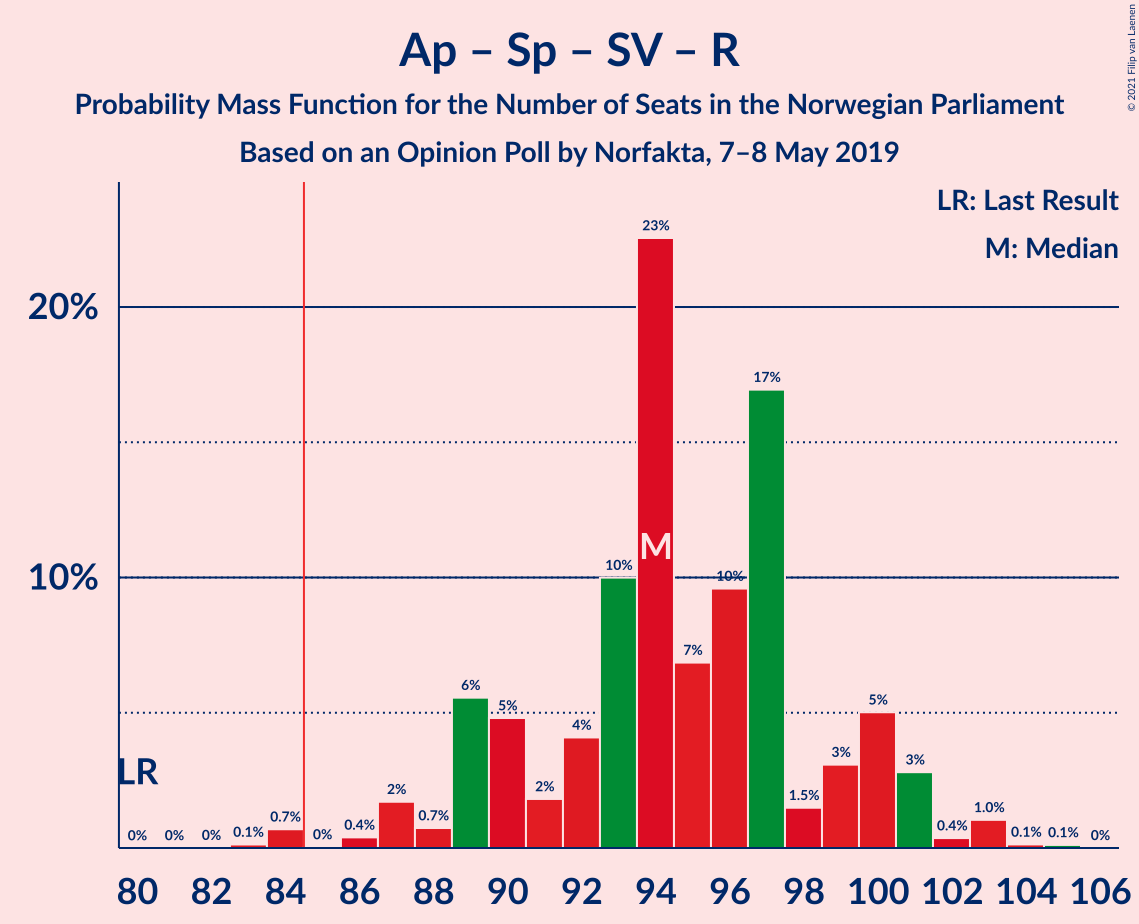 Ap – Sp – SV – R
Probability Mass Function for the Number of Seats in the Norwegian Parliament
Based on an Opinion Poll by Norfakta, 7–8 May 2019
© 2021 Filip van Laenen
LR: Last Result
M: Median
20%
10%
LR
M
0% 0% 0% 0.1% 0.7% 0% 0.4% 2% 0.7% 6% 5% 2% 4% 10% 23% 7% 10% 17% 1.5% 3% 5% 3% 0.4% 1.0% 0.1% 0.1% 0%
80 82 84 86 88 90 92 94 96 98 100 102 104 106